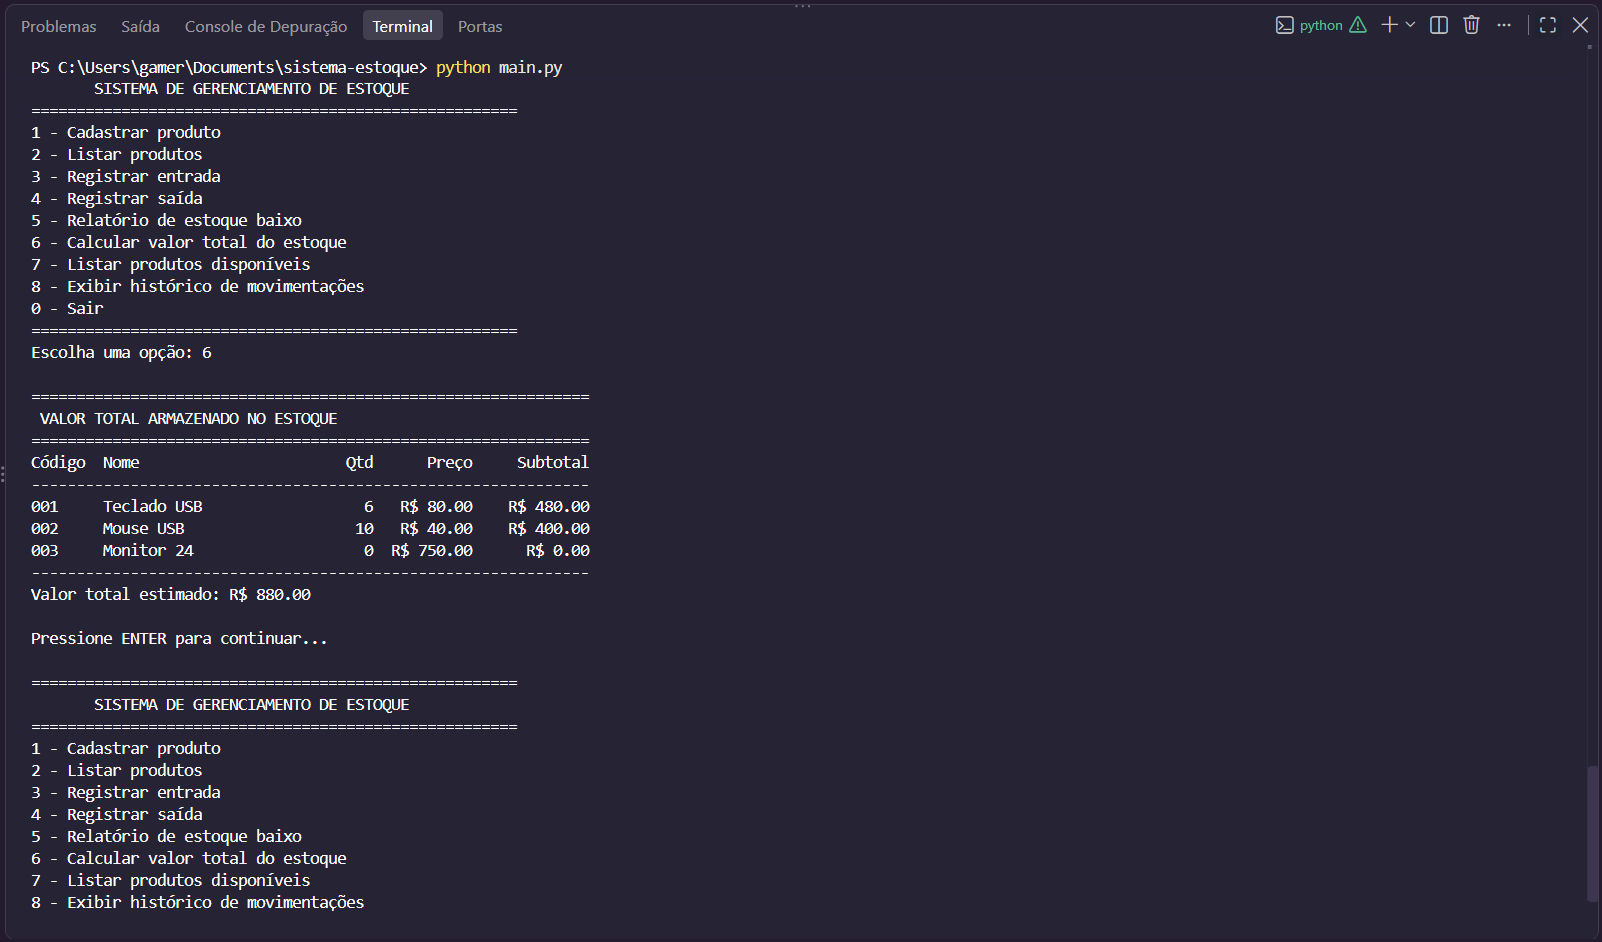 Problemas Saída Console de Depuração Terminal Portas python
PS C:\Users\gamer\Documents\sistema-estoque> python main.py
SISTEMA DE GERENCIAMENTO DE ESTOQUE
======================================================
1 - Cadastrar produto
2 - Listar produtos
3 - Registrar entrada
4 - Registrar saída
5 - Relatório de estoque baixo
6 - Calcular valor total do estoque
7 - Listar produtos disponíveis
8 - Exibir histórico de movimentações
0 - Sair
======================================================
Escolha uma opção: 6
==============================================================
VALOR TOTAL ARMAZENADO NO ESTOQUE
==============================================================
Código Nome Qtd Preço Subtotal
--------------------------------------------------------------
001 Teclado USB 6 R$ 80.00 R$ 480.00
002 Mouse USB 10 R$ 40.00 R$ 400.00
003 Monitor 24 0 R$ 750.00 R$ 0.00
--------------------------------------------------------------
Valor total estimado: R$ 880.00
Pressione ENTER para continuar...
======================================================
SISTEMA DE GERENCIAMENTO DE ESTOQUE
======================================================
1 - Cadastrar produto
2 - Listar produtos
3 - Registrar entrada
4 - Registrar saída
5 - Relatório de estoque baixo
6 - Calcular valor total do estoque
7 - Listar produtos disponíveis
8 - Exibir histórico de movimentações